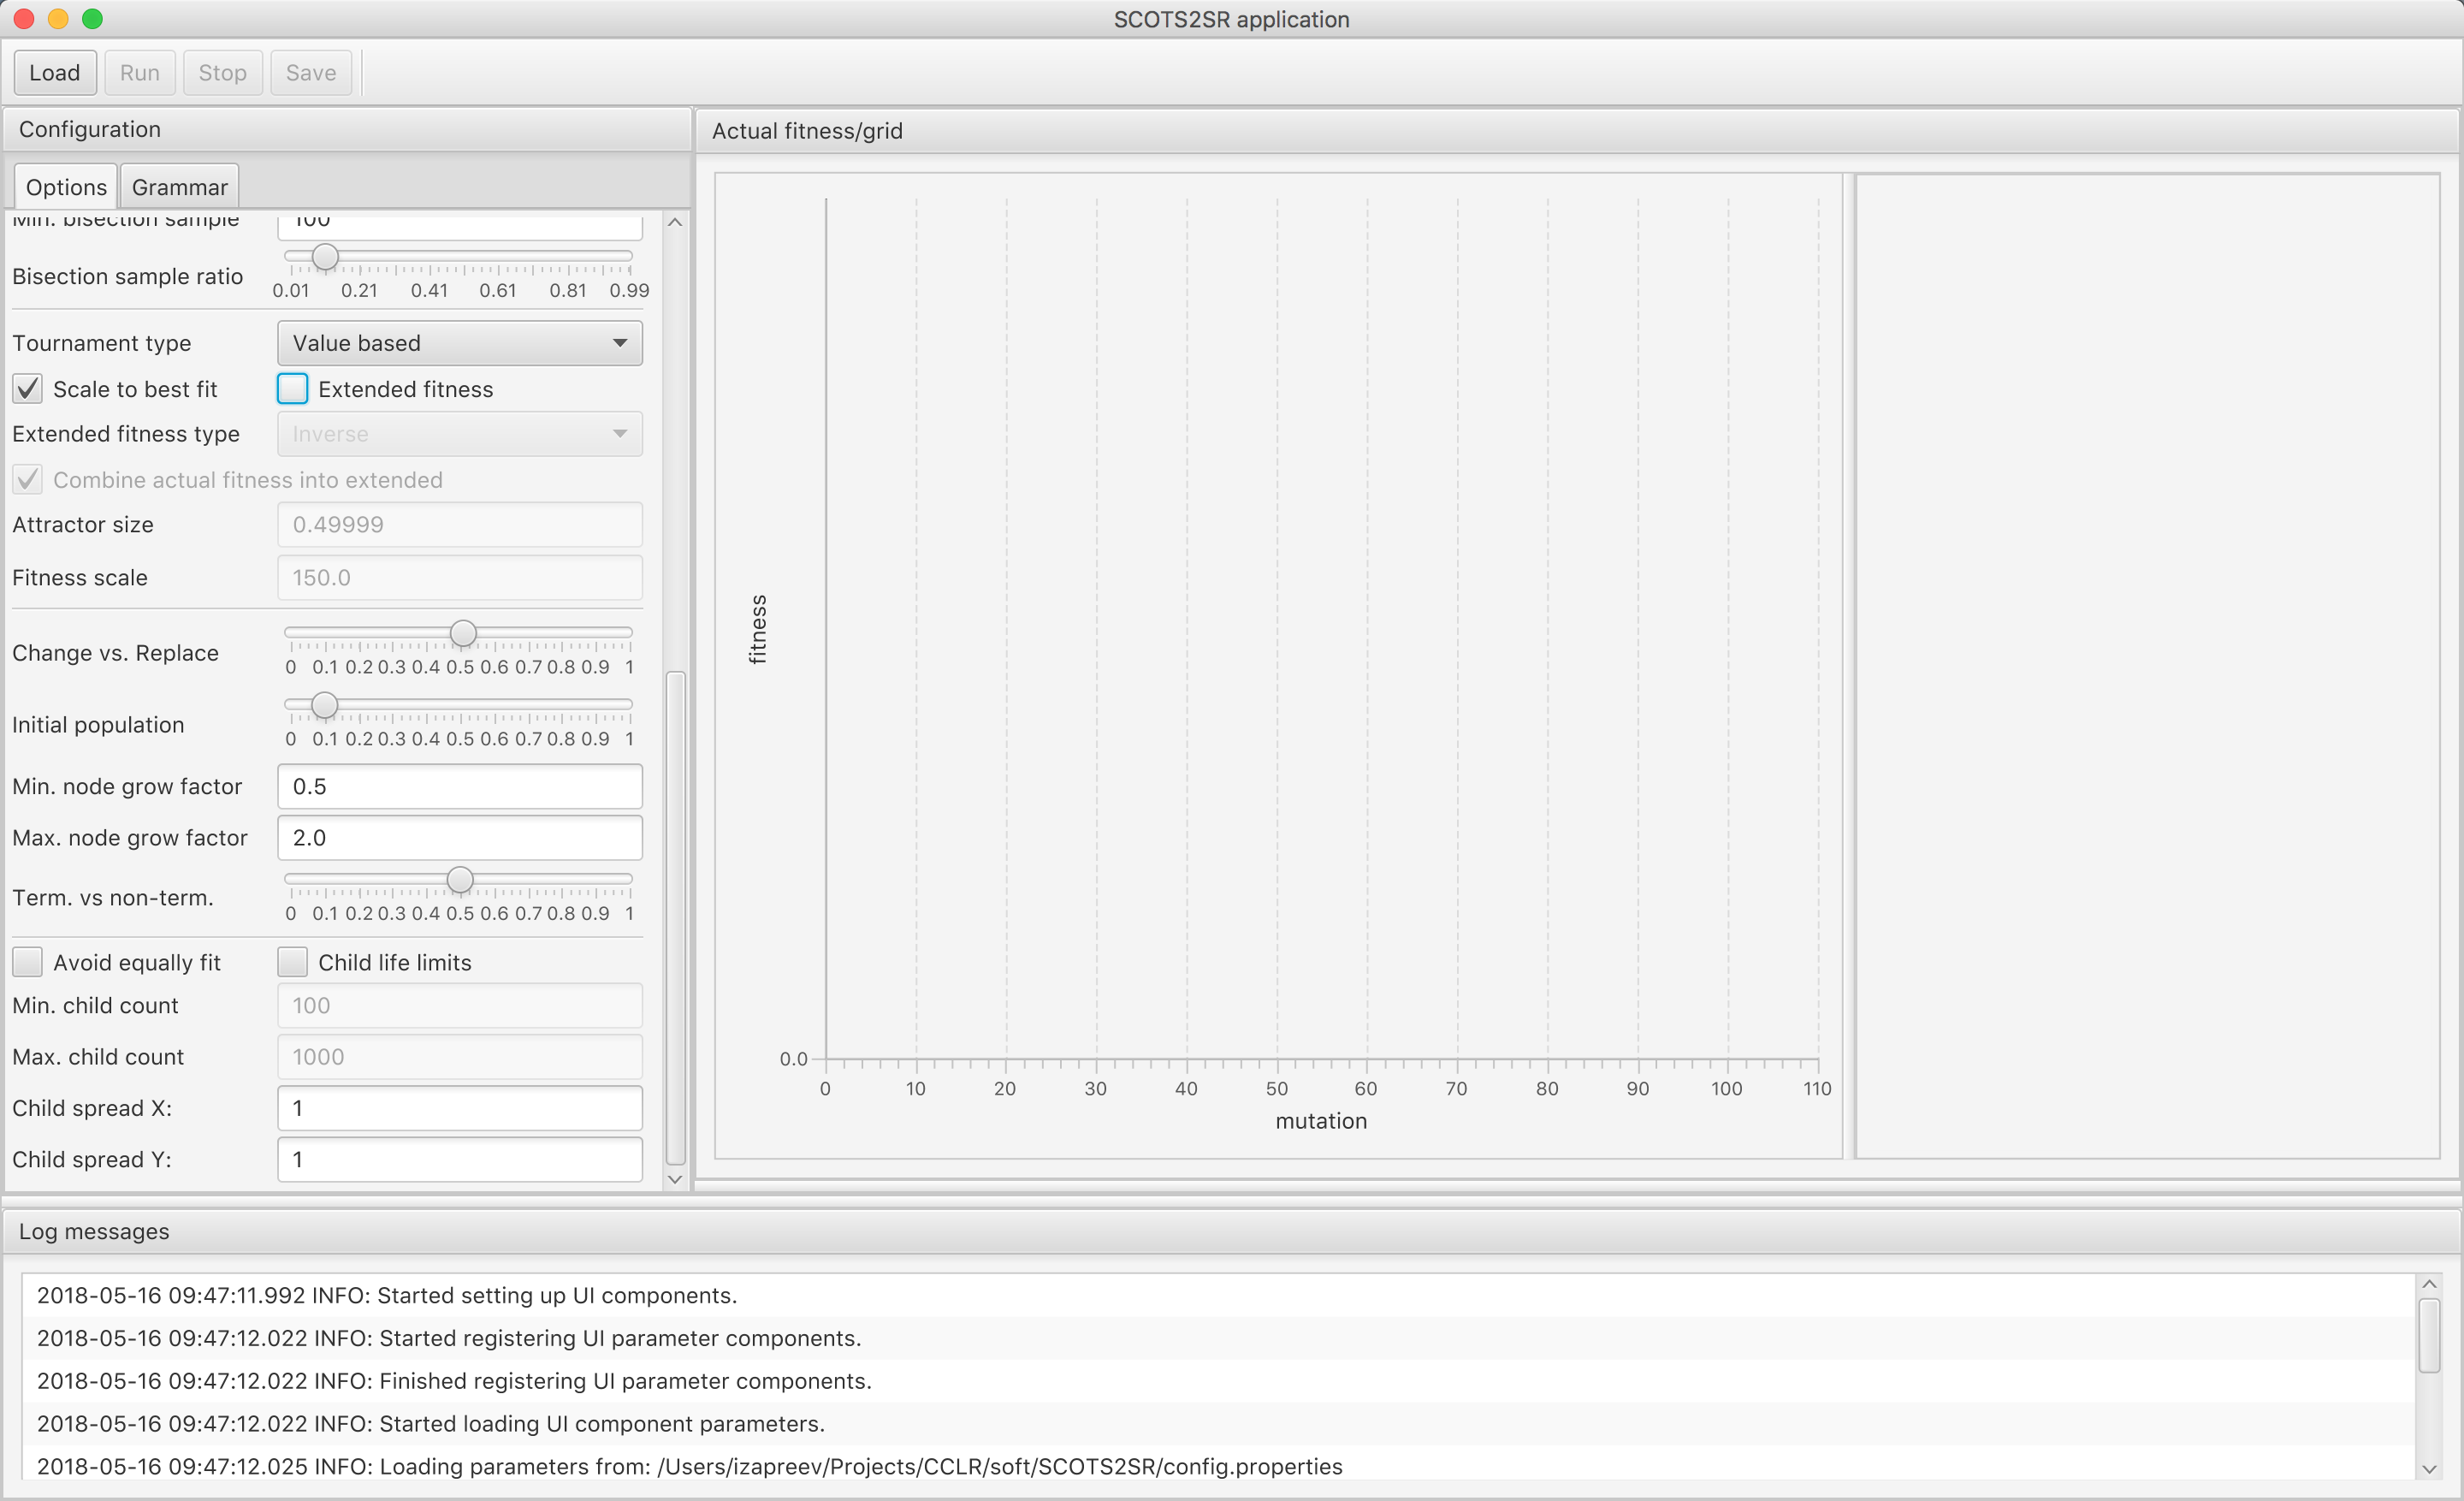 SCOTS2SR application
Load Run Stop Save
Configuration
Options Grammar
Min. bisection sample 100
Bisection sample ratio
0.01 0.21 0.41 0.61 0.81 0.99
Tournament type Value based
Scale to best fit Extended fitness
Extended fitness type Inverse
Combine actual fitness into extended
Attractor size 0.49999
Fitness scale 150.0
Change vs. Replace
0 0.1 0.2 0.3 0.4 0.5 0.6 0.7 0.8 0.9 1
Initial population
0 0.1 0.2 0.3 0.4 0.5 0.6 0.7 0.8 0.9 1
Min. node grow factor 0.5
Max. node grow factor 2.0
Term. vs non-term.
0 0.1 0.2 0.3 0.4 0.5 0.6 0.7 0.8 0.9 1
Avoid equally fit Child life limits
Min. child count 100
Max. child count 1000
Child spread X: 1
Child spread Y: 1
Actual fitness/grid
fitness
0.0
0 10 20 30 40 50 60 70 80 90 100 110
mutation
Log messages
2018-05-16 09:47:11.992 INFO: Started setting up UI components.
2018-05-16 09:47:12.022 INFO: Started registering UI parameter components.
2018-05-16 09:47:12.022 INFO: Finished registering UI parameter components.
2018-05-16 09:47:12.022 INFO: Started loading UI component parameters.
2018-05-16 09:47:12.025 INFO: Loading parameters from: /Users/izapreev/Projects/CCLR/soft/SCOTS2SR/config.properties